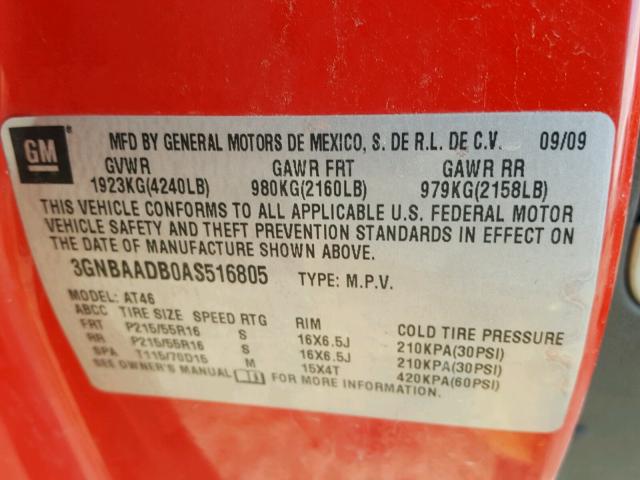 GM
MFD BY GENERAL MOTORS DE MEXICO, S. DE R.L. DE C.V. 09/09
GVWR GAWR FRT GAWR RR
1923KG(4240LB) 980KG(2160LB) 979KG(2158LB)
THIS VEHICLE CONFORMS TO ALL APPLICABLE U.S. FEDERAL MOTOR
VEHICLE SAFETY AND THEFT PREVENTION STANDARDS IN EFFECT ON
THE DATE OF MANUFACTURE SHOWN ABOVE.
3GNBAADB0AS516805 TYPE: M.P.V.
MODEL: AT46
ABCC TIRE SIZE SPEED RTG RIM COLD TIRE PRESSURE
FRT P215/55R16 S 16X6.5J 210KPA(30PSI)
RR P215/55R16 S 16X6.5J 210KPA(30PSI)
SPA T115/70D15 M 15X4T 420KPA(60PSI)
SEE OWNER'S MANUAL FOR MORE INFORMATION.